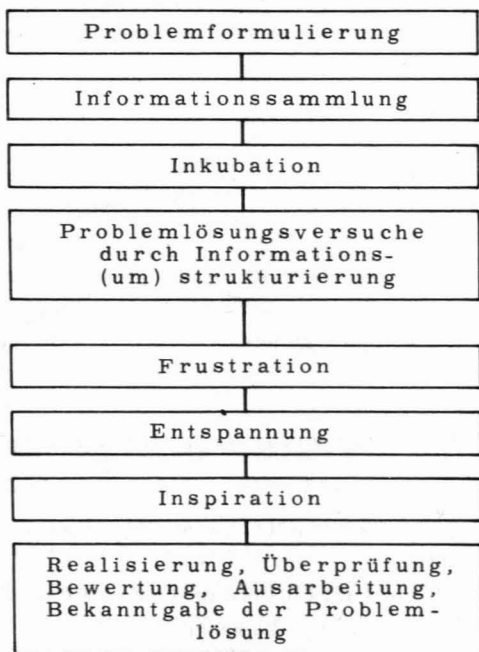 Problemformulierung
Informationssammlung
Inkubation
Problemlösungsversuche
durch Informations-
(um) strukturierung
Frustration
Entspannung
Inspiration
Realisierung, Überprüfung,
Bewertung, Ausarbeitung,
Bekanntgabe der Problem-
lösung